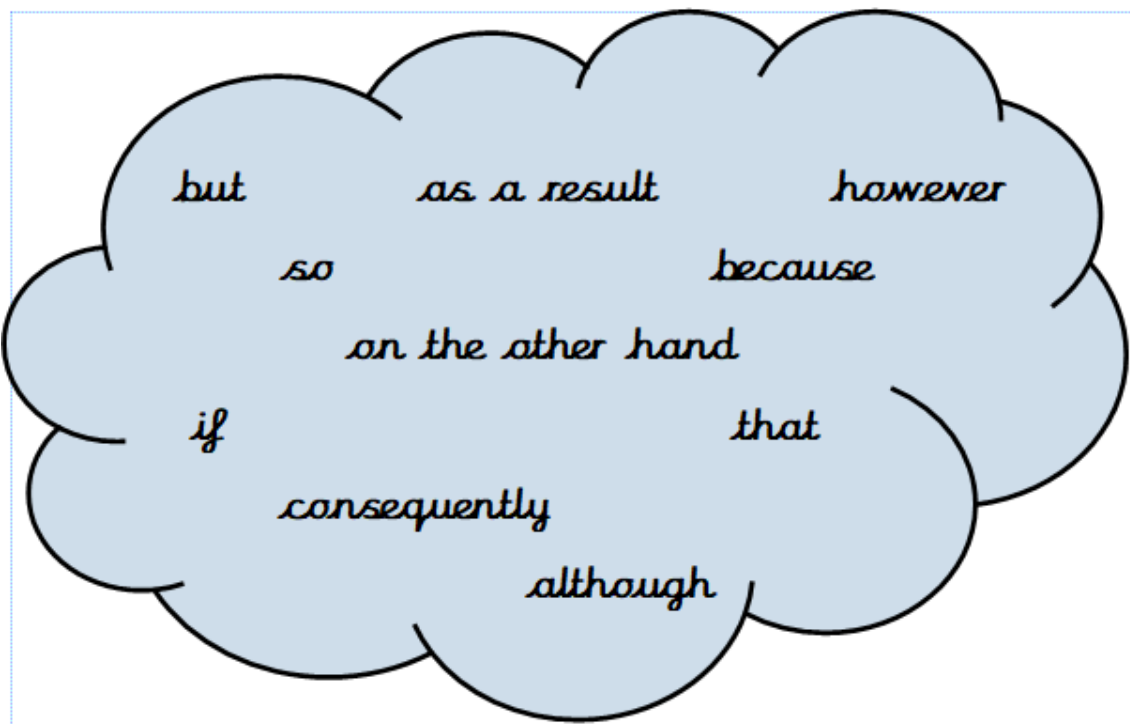 but as a result however
so because
on the other hand
if that
consequently
although